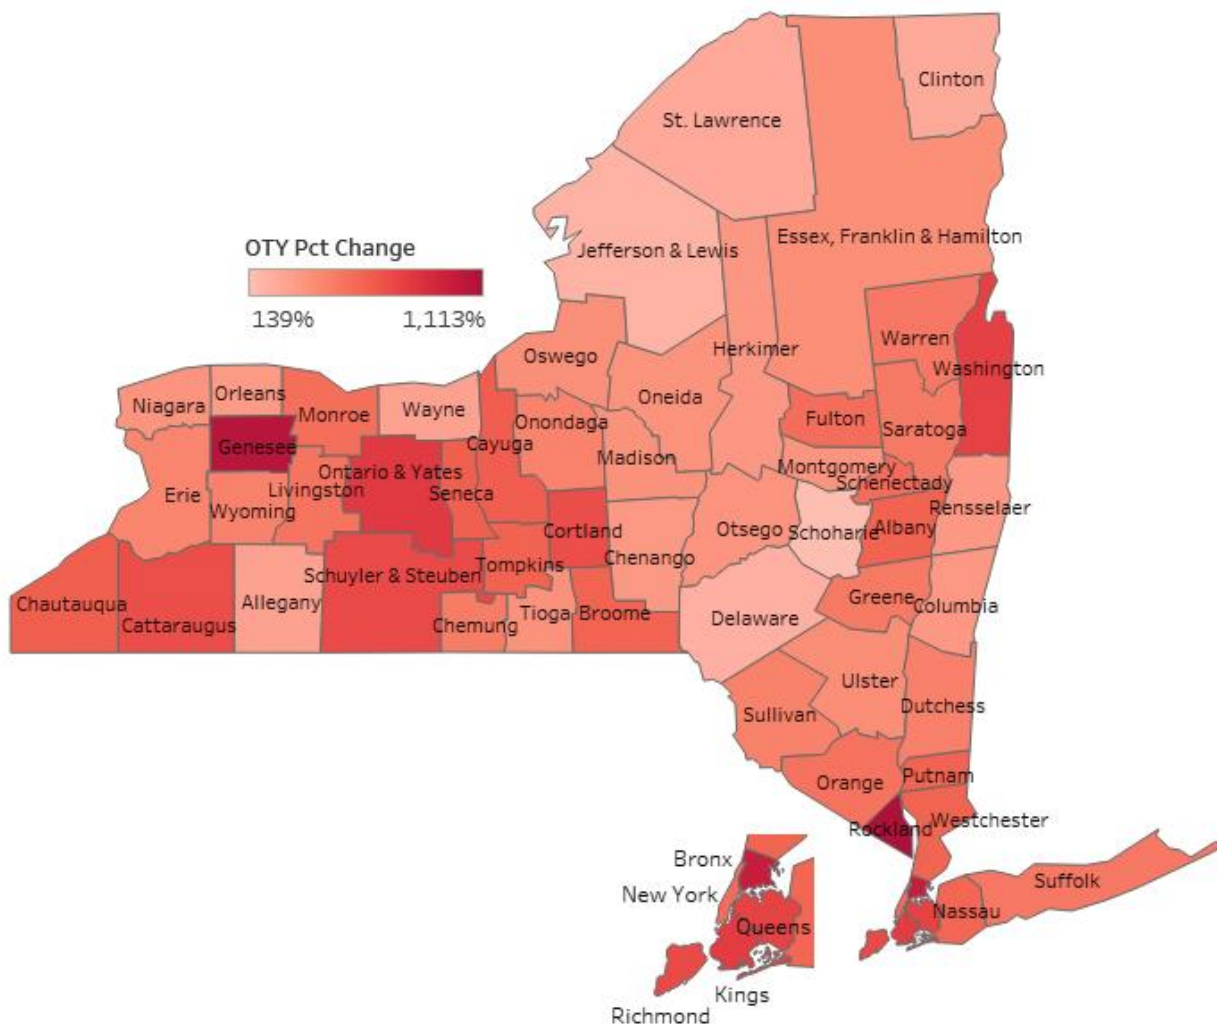 Clinton
St. Lawrence
OTY Pct Change
139%
1,113%
Jefferson & Lewis
Essex, Franklin & Hamilton
Oswego
Herkimer
Warren
Washington
Niagara
Orleans
Monroe
Wayne
Oneida
Fulton
Saratoga
Genesee
Onondaga
Cayuga
Madison
Montgomery
Schenectady
Ontario & Yates
Livingston
Seneca
Erie
Wyoming
Rensselaer
Cortland
Otsego
Schoharie
Albany
Chenango
Tompkins
Schuyler & Steuben
Chautauqua
Cattaraugus
Allegany
Chemung
Tioga
Broome
Delaware
Greene
Columbia
Ulster
Sullivan
Dutchess
Orange
Putnam
Rockland
Westchester
Bronx
New York
Suffolk
Nassau
Queens
Kings
Richmond